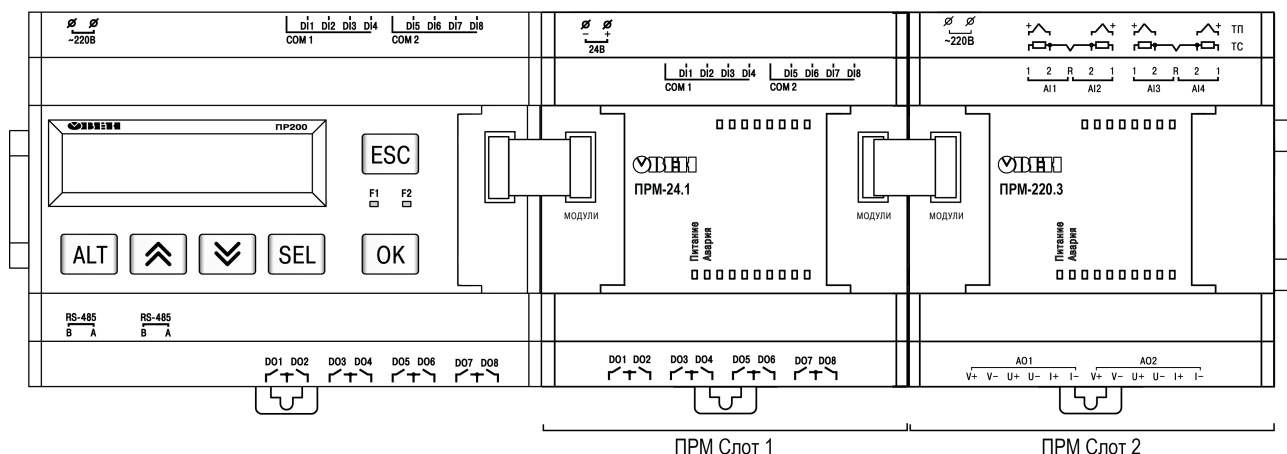 ~220В
DI1 DI2 DI3 DI4
COM 1
DI5 DI6 DI7 DI8
COM 2
- +
24В
DI1 DI2 DI3 DI4
COM 1
DI5 DI6 DI7 DI8
COM 2
~220В
+ + + +
ТП
ТС
1 2 R 2 1 1 2 R 2 1
AI1 AI2 AI3 AI4
ОВЕН
ПР200
ESC
F1 F2
ALT
SEL
OK
ОВЕН
ПРМ-24.1
МОДУЛИ
МОДУЛИ
Питание
Авария
ОВЕН
ПРМ-220.3
МОДУЛИ
Питание
Авария
RS-485
B A
RS-485
B A
DO1 DO2 DO3 DO4 DO5 DO6 DO7 DO8
DO1 DO2 DO3 DO4 DO5 DO6 DO7 DO8
AO1 AO2
V+ V- U+ U- I+ I- V+ V- U+ U- I+ I-
ПРМ Слот 1
ПРМ Слот 2